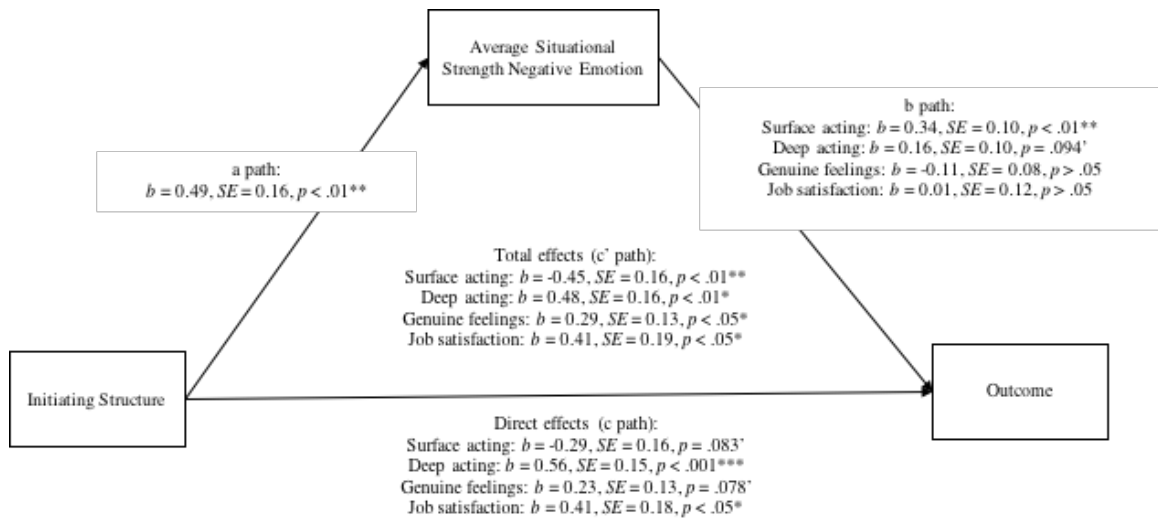 Average Situational
Strength Negative Emotion
b path:
Surface acting: b = 0.34, SE = 0.10, p < .01**
Deep acting: b = 0.16, SE = 0.10, p = .094’
Genuine feelings: b = -0.11, SE = 0.08, p > .05
Job satisfaction: b = 0.01, SE = 0.12, p > .05
a path:
b = 0.49, SE = 0.16, p < .01**
Total effects (c’ path):
Surface acting: b = -0.45, SE = 0.16, p < .01**
Deep acting: b = 0.48, SE = 0.16, p < .01*
Genuine feelings: b = 0.29, SE = 0.13, p < .05*
Job satisfaction: b = 0.41, SE = 0.19, p < .05*
Initiating Structure
Outcome
Direct effects (c path):
Surface acting: b = -0.29, SE = 0.16, p = .083’
Deep acting: b = 0.56, SE = 0.15, p < .001***
Genuine feelings: b = 0.23, SE = 0.13, p = .078’
Job satisfaction: b = 0.41, SE = 0.18, p < .05*